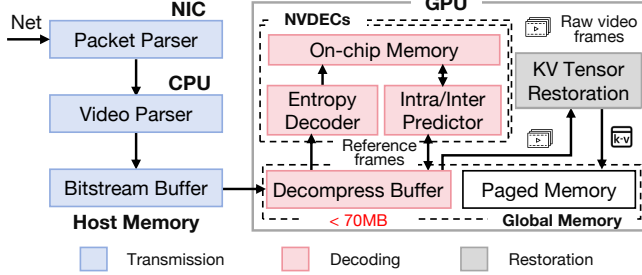 NIC
GPU
Net
Packet Parser
NVDECs
On-chip Memory
Raw video
frames
CPU
Video Parser
Entropy
Decoder
Intra/Inter
Predictor
KV Tensor
Restoration
Reference
frames
k-v
Bitstream Buffer
Decompress Buffer
Paged Memory
Host Memory
< 70MB
Global Memory
Transmission
Decoding
Restoration